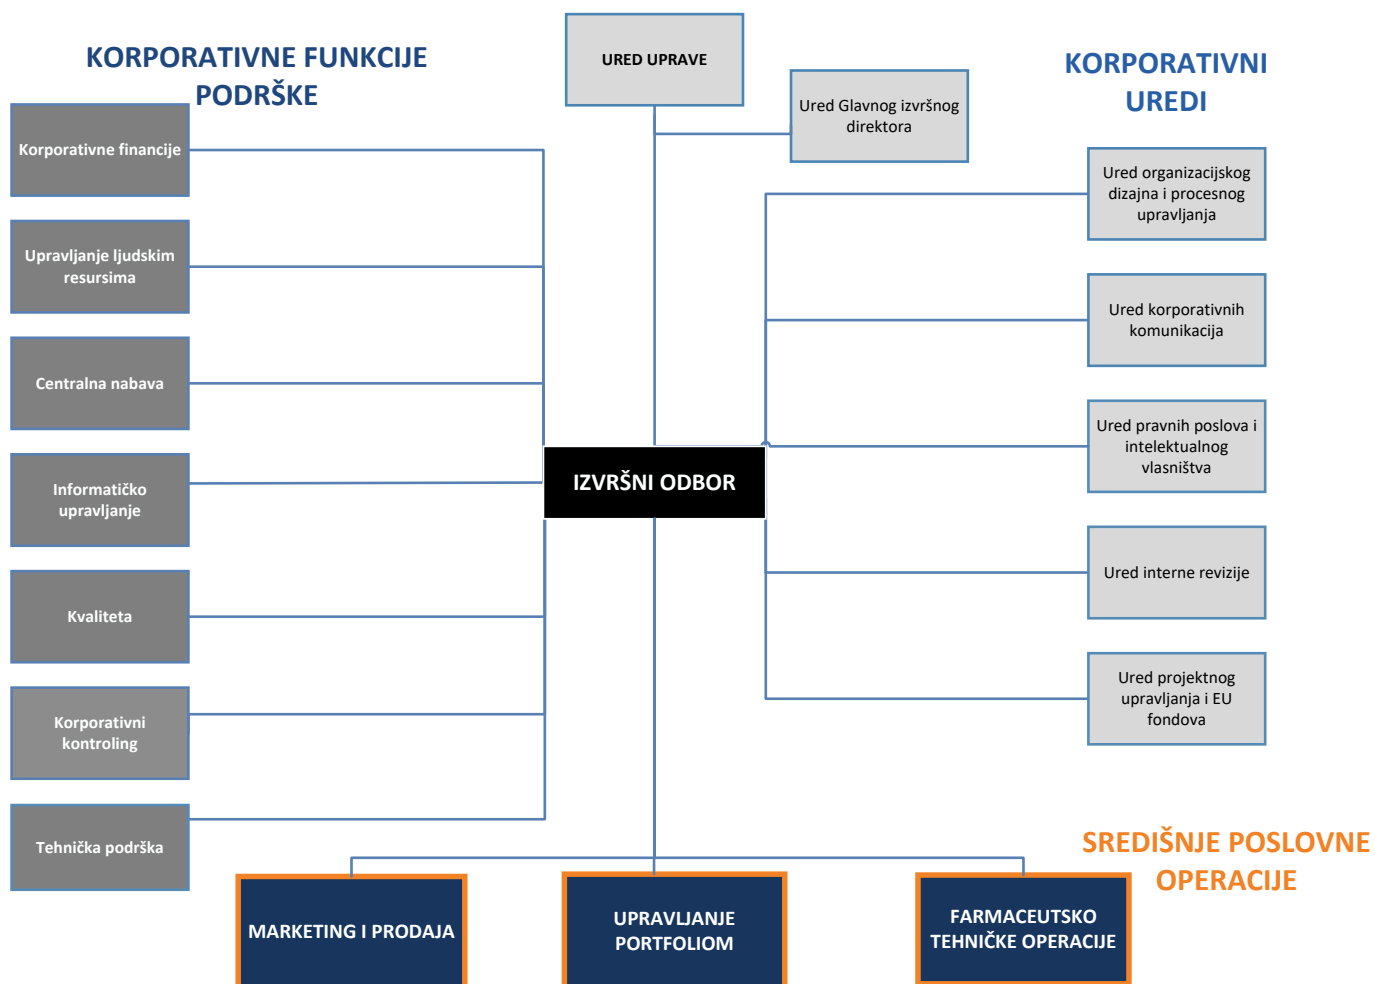 KORPORATIVNE FUNKCIJE
PODRŠKE
URED UPRAVE
Ured Glavnog izvršnog
direktora
KORPORATIVNI
UREDI
Korporativne financije
Upravljanje ljudskim
resursima
Centralna nabava
Informatičko
upravljanje
Kvaliteta
Korporativni
kontroling
Tehnička podrška
IZVRŠNI ODBOR
Ured organizacijskog
dizajna i procesnog
upravljanja
Ured korporativnih
komunikacija
Ured pravnih poslova i
intelektualnog
vlasništva
Ured interne revizije
Ured projektnog
upravljanja i EU
fondova
SREDIŠNJE POSLOVNE
OPERACIJE
MARKETING I PRODAJA
UPRAVLJANJE
PORTFOLIOM
FARMACEUTSKO
TEHNIČKE OPERACIJE